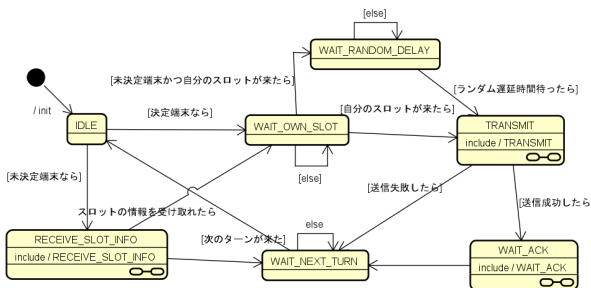 [else]
WAIT_RANDOM_DELAY
[未決定端末かつ自分のスロットが来たら]
[ランダム遅延時間待ったら]
/ init
IDLE
[決定端末なら]
WAIT_OWN_SLOT
[自分のスロットが来たら]
TRANSMIT
include / TRANSMIT
[else]
[未決定端末なら]
スロットの情報を受け取れたら
[送信失敗したら]
[送信成功したら
RECEIVE_SLOT_INFO
include / RECEIVE_SLOT_INFO
[次のターンが来た]
else
WAIT_NEXT_TURN
WAIT_ACK
include / WAIT_ACK